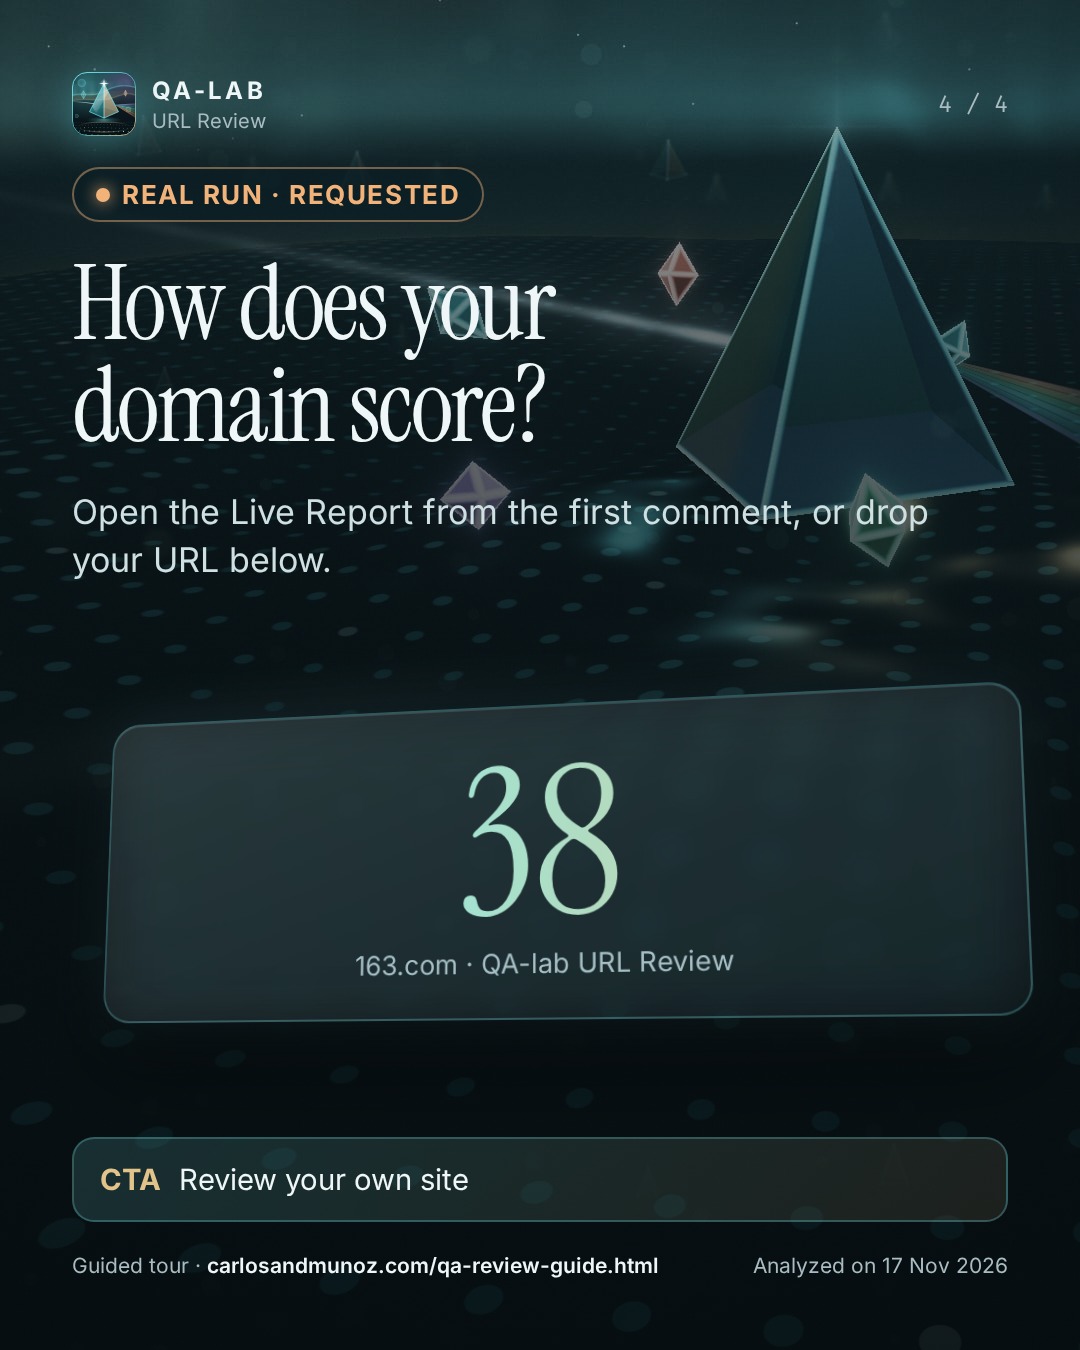 QA-LAB
URL Review
4 / 4
REAL RUN · REQUESTED
How does your
domain score?
Open the Live Report from the first comment, or drop
your URL below.
38
163.com · QA-lab URL Review
CTA Review your own site
Guided tour · carlosandmunoz.com/qa-review-guide.html
Analyzed on 17 Nov 2026